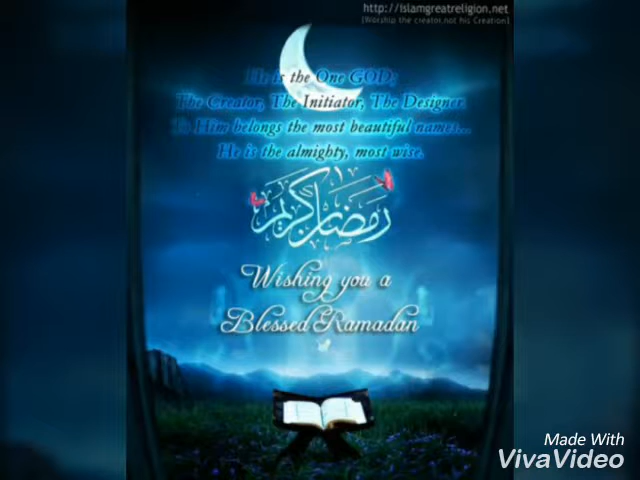 http://islamgreatreligion.net
[Worship the creator,not his Creation]
He is the One GOD;
The Creator, The Initiator, The Designer.
To Him belongs the most beautiful names...
He is the almighty, most wise.
رمضان كريم
Wishing you a
Blessed Ramadan
Made With
VivaVideo